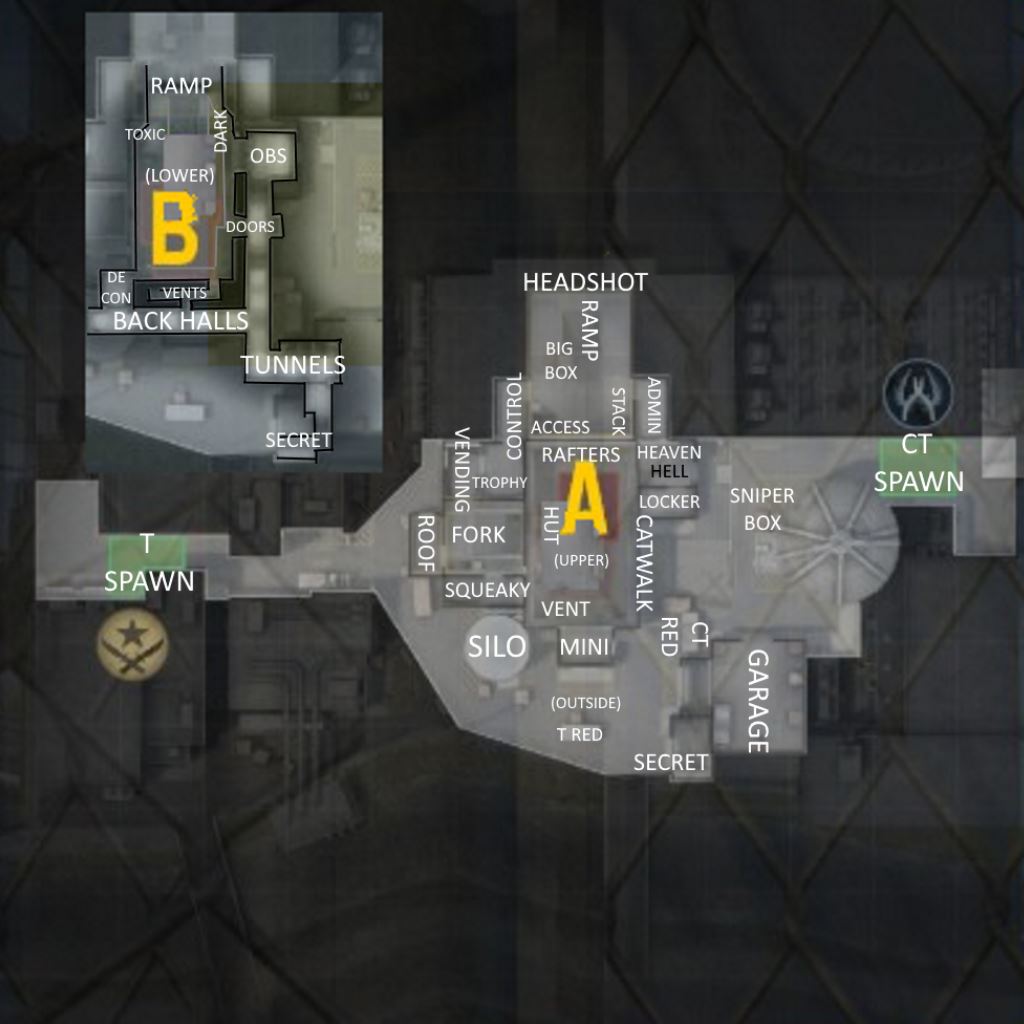 RAMP
TOXIC
DARK
OBS
(LOWER)
B
DOORS
DE
CON
VENTS
BACK HALLS
TUNNELS
SECRET
HEADSHOT
RAMP
BIG
BOX
CONTROL
STACK
ADMIN
ACCESS
VENDING
RAFTERS
HEAVEN
HELL
TROPHY
A
LOCKER
SNIPER
BOX
CT
SPAWN
ROOF
FORK
HUT
CATWALK
(UPPER)
T
SPAWN
SQUEAKY
VENT
SILO
MINI
RED
CT
GARAGE
(OUTSIDE)
T RED
SECRET